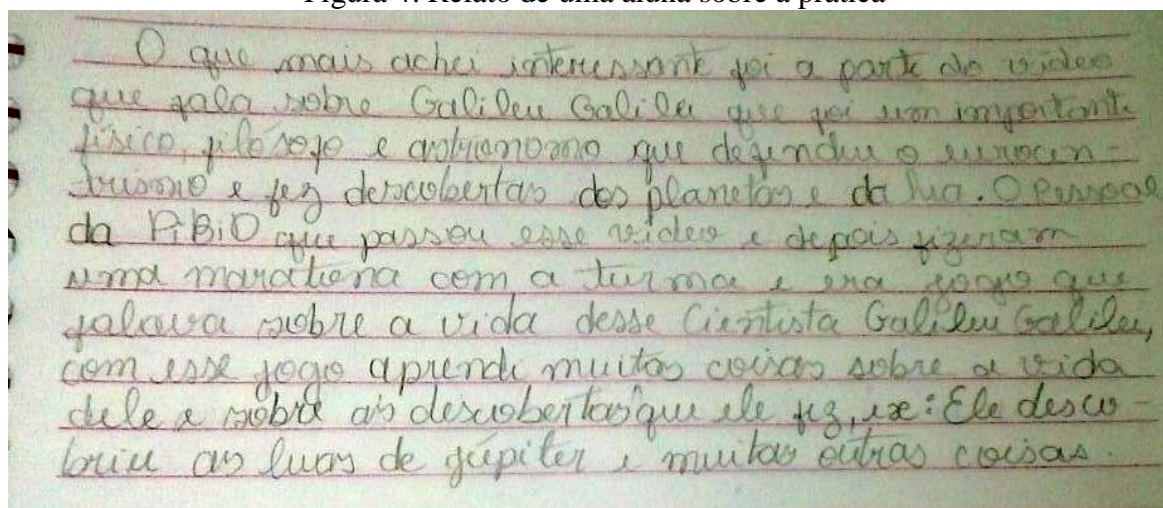 Figura 4: Relato de uma aluna sobre a prática
O que mais achei interessante foi a parte do vídeo
que fala sobre Galileu Galilei que foi um importante
físico, filósofo e astronomo que defendeu o eurocen-
trismo e fez descobertas dos planetas e da lua. O Pessoal
da PiBiD que passou esse vídeo e depois fizeram
uma maratona com a turma e era jogo que
falava sobre a vida desse Cientista Galileu Galilei,
com esse jogo aprendi muitas coisas sobre a vida
dele e sobre as descobertas que ele fez, ex: Ele desco-
briu as luas de júpiter e muitas outras coisas.